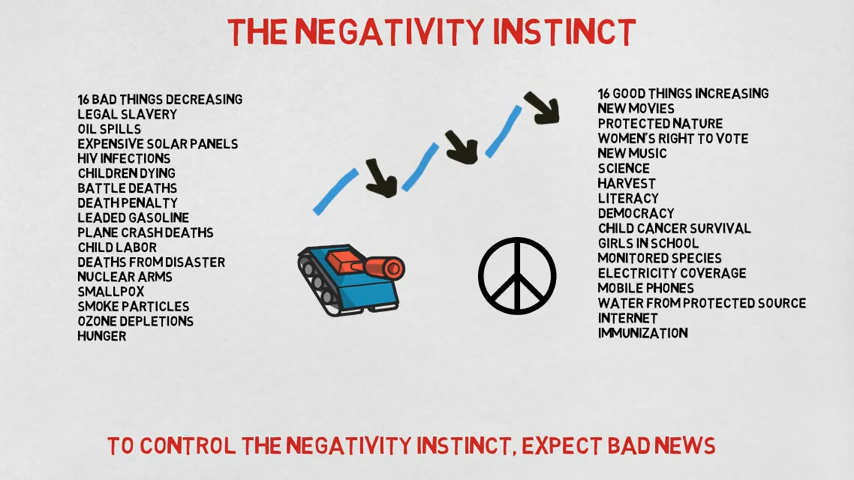 THE NEGATIVITY INSTINCT
16 BAD THINGS DECREASING
LEGAL SLAVERY
OIL SPILLS
EXPENSIVE SOLAR PANELS
HIV INFECTIONS
CHILDREN DYING
BATTLE DEATHS
DEATH PENALTY
LEADED GASOLINE
PLANE CRASH DEATHS
CHILD LABOR
DEATHS FROM DISASTER
NUCLEAR ARMS
SMALLPOX
SMOKE PARTICLES
OZONE DEPLETIONS
HUNGER
16 GOOD THINGS INCREASING
NEW MOVIES
PROTECTED NATURE
WOMEN'S RIGHT TO VOTE
NEW MUSIC
SCIENCE
HARVEST
LITERACY
DEMOCRACY
CHILD CANCER SURVIVAL
GIRLS IN SCHOOL
MONITORED SPECIES
ELECTRICITY COVERAGE
MOBILE PHONES
WATER FROM PROTECTED SOURCE
INTERNET
IMMUNIZATION
TO CONTROL THE NEGATIVITY INSTINCT, EXPECT BAD NEWS